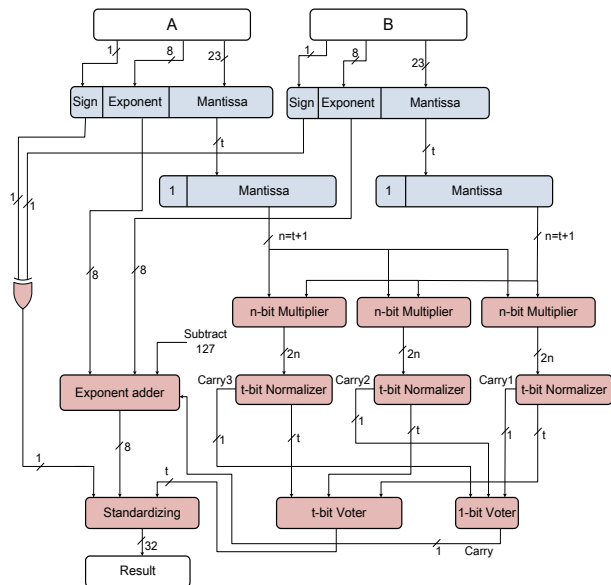 A
B
1
8
23
1
8
23
Sign
Exponent
Mantissa
Sign
Exponent
Mantissa
t
t
1
Mantissa
1
Mantissa
1
1
n=t+1
n=t+1
8
8
n-bit Multiplier
n-bit Multiplier
n-bit Multiplier
Subtract
127
2n
2n
2n
Carry3
Carry2
Carry1
Exponent adder
t-bit Normalizer
t-bit Normalizer
t-bit Normalizer
1
t
1
t
1
t
8
1
t
Standardizing
t-bit Voter
1-bit Voter
32
1
Carry
Result